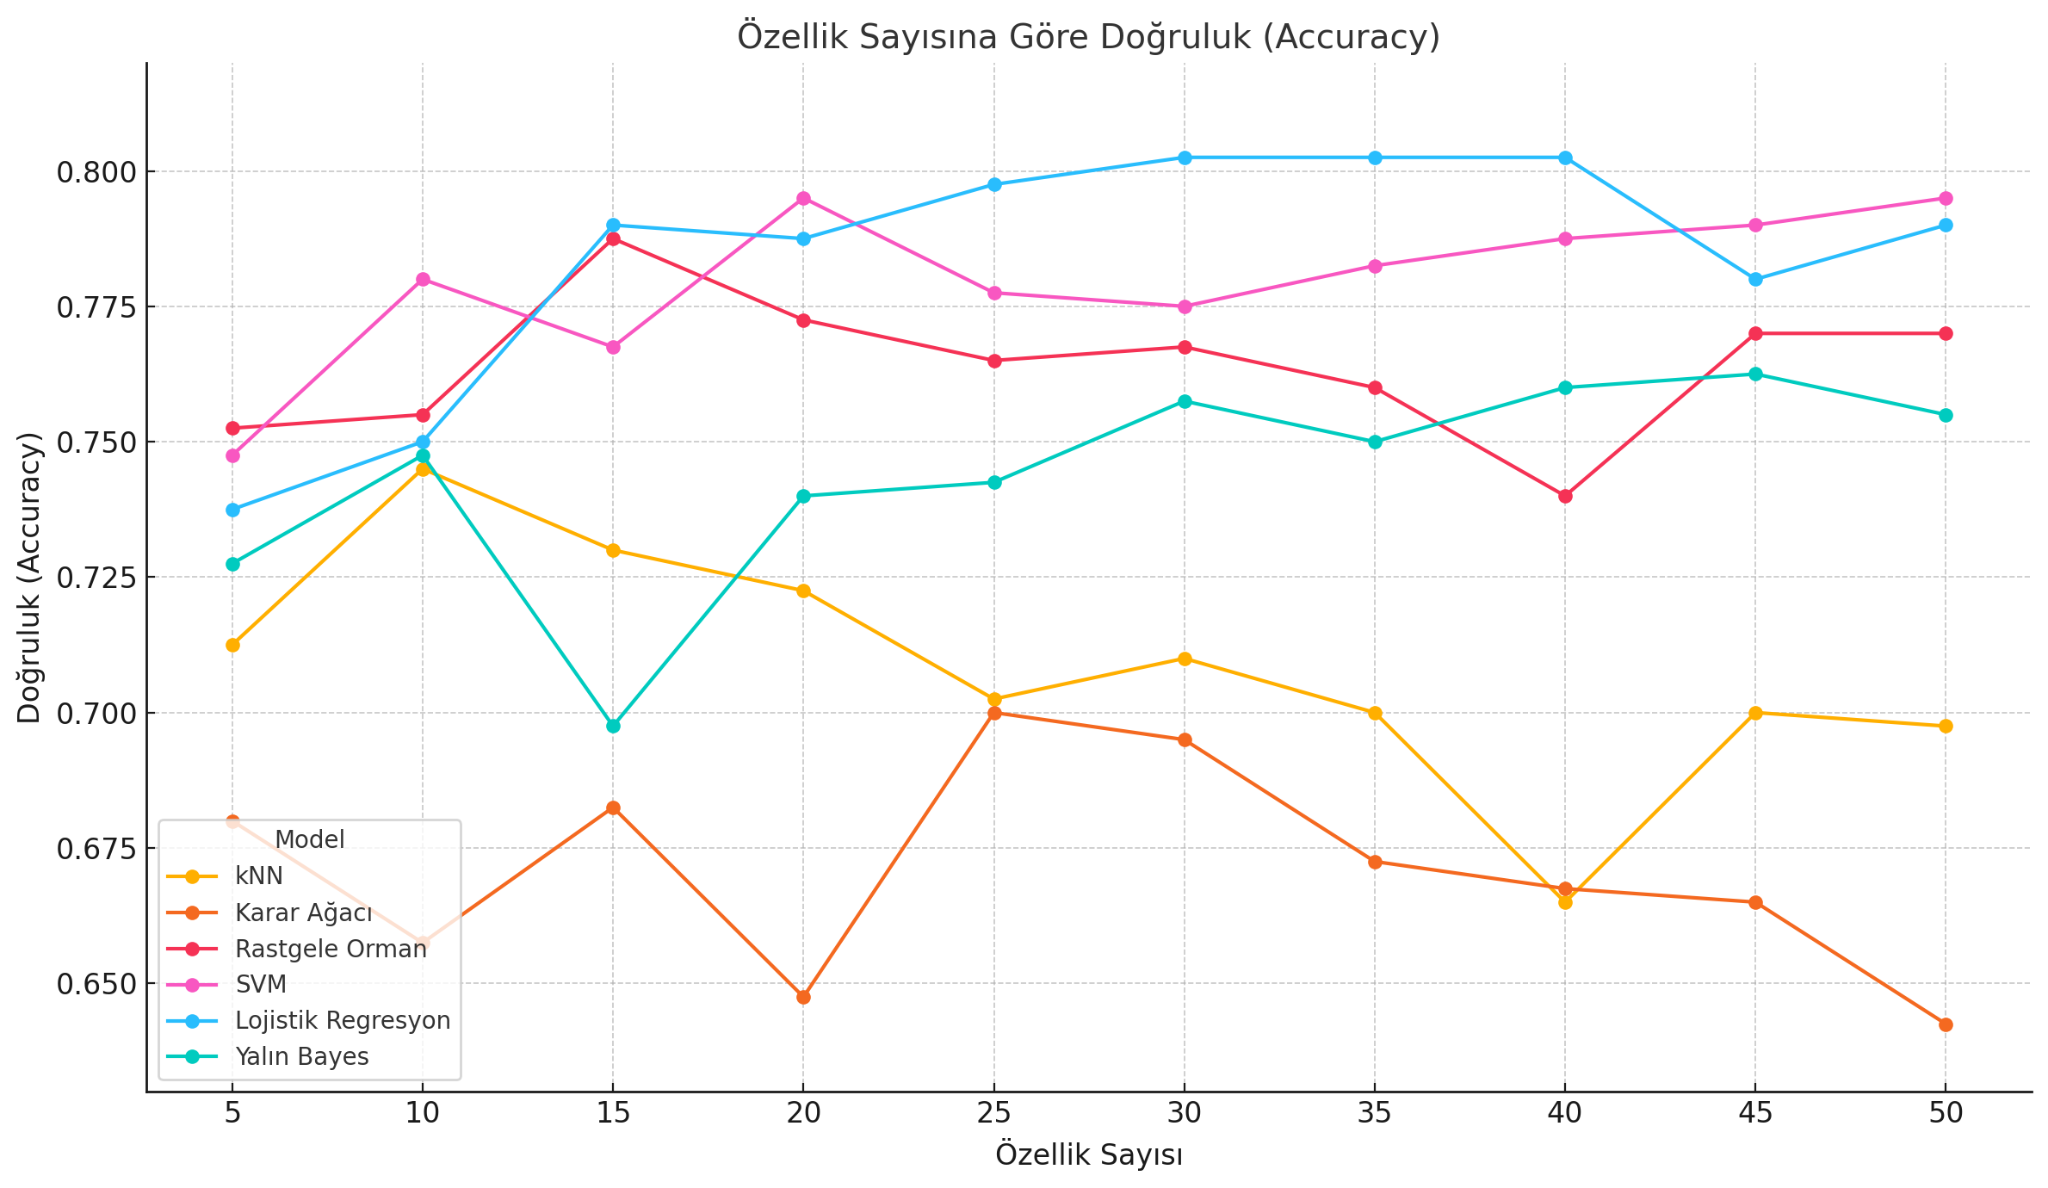 Özellik Sayısına Göre Doğruluk (Accuracy)
Doğruluk (Accuracy)
0.800
0.775
0.750
0.725
0.700
0.675
0.650
Model
kNN
Karar Ağacı
Rastgele Orman
SVM
Lojistik Regresyon
Yalın Bayes
5 10 15 20 25 30 35 40 45 50
Özellik Sayısı